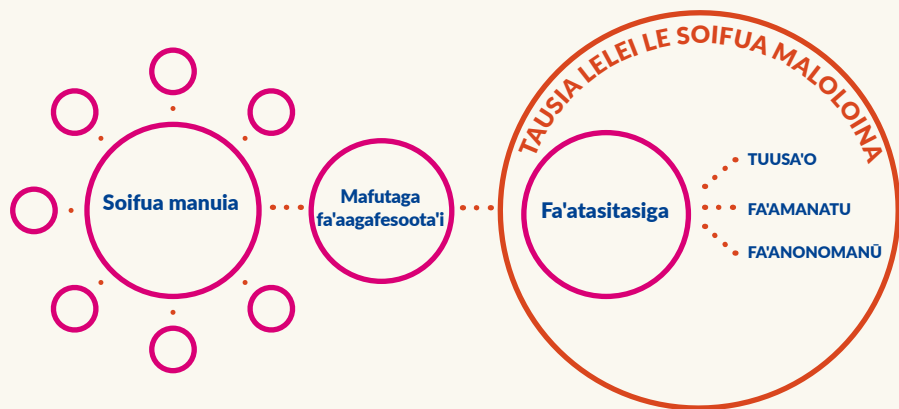 TAUSIA LELEI LE SOIFUA MALOLOINA
Soifua manuia
Mafutaga
fa'aagafesoota'i
Fa'atasitasiga
TUUSA'O
FA'AMANATU
FA'ANONOMANŪ